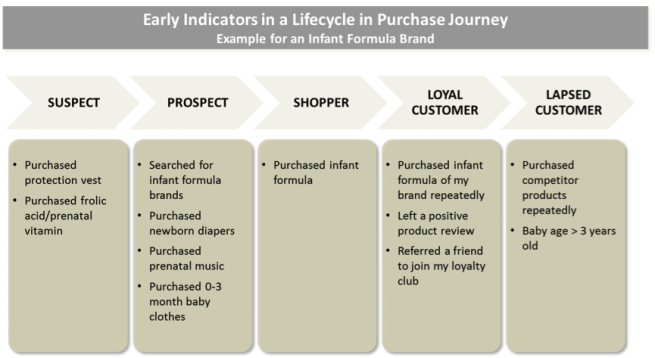 Early Indicators in a Lifecycle in Purchase Journey
Example for an Infant Formula Brand
SUSPECT
PROSPECT
SHOPPER
LOYAL
CUSTOMER
LAPSED
CUSTOMER
• Purchased
protection vest
• Purchased frolic
acid/prenatal
vitamin
• Searched for
infant formula
brands
• Purchased
newborn diapers
• Purchased
prenatal music
• Purchased 0-3
month baby
clothes
• Purchased infant
formula
• Purchased infant
formula of my
brand repeatedly
• Left a positive
product review
• Referred a friend
to join my loyalty
club
• Purchased
competitor
products
repeatedly
• Baby age > 3 years
old